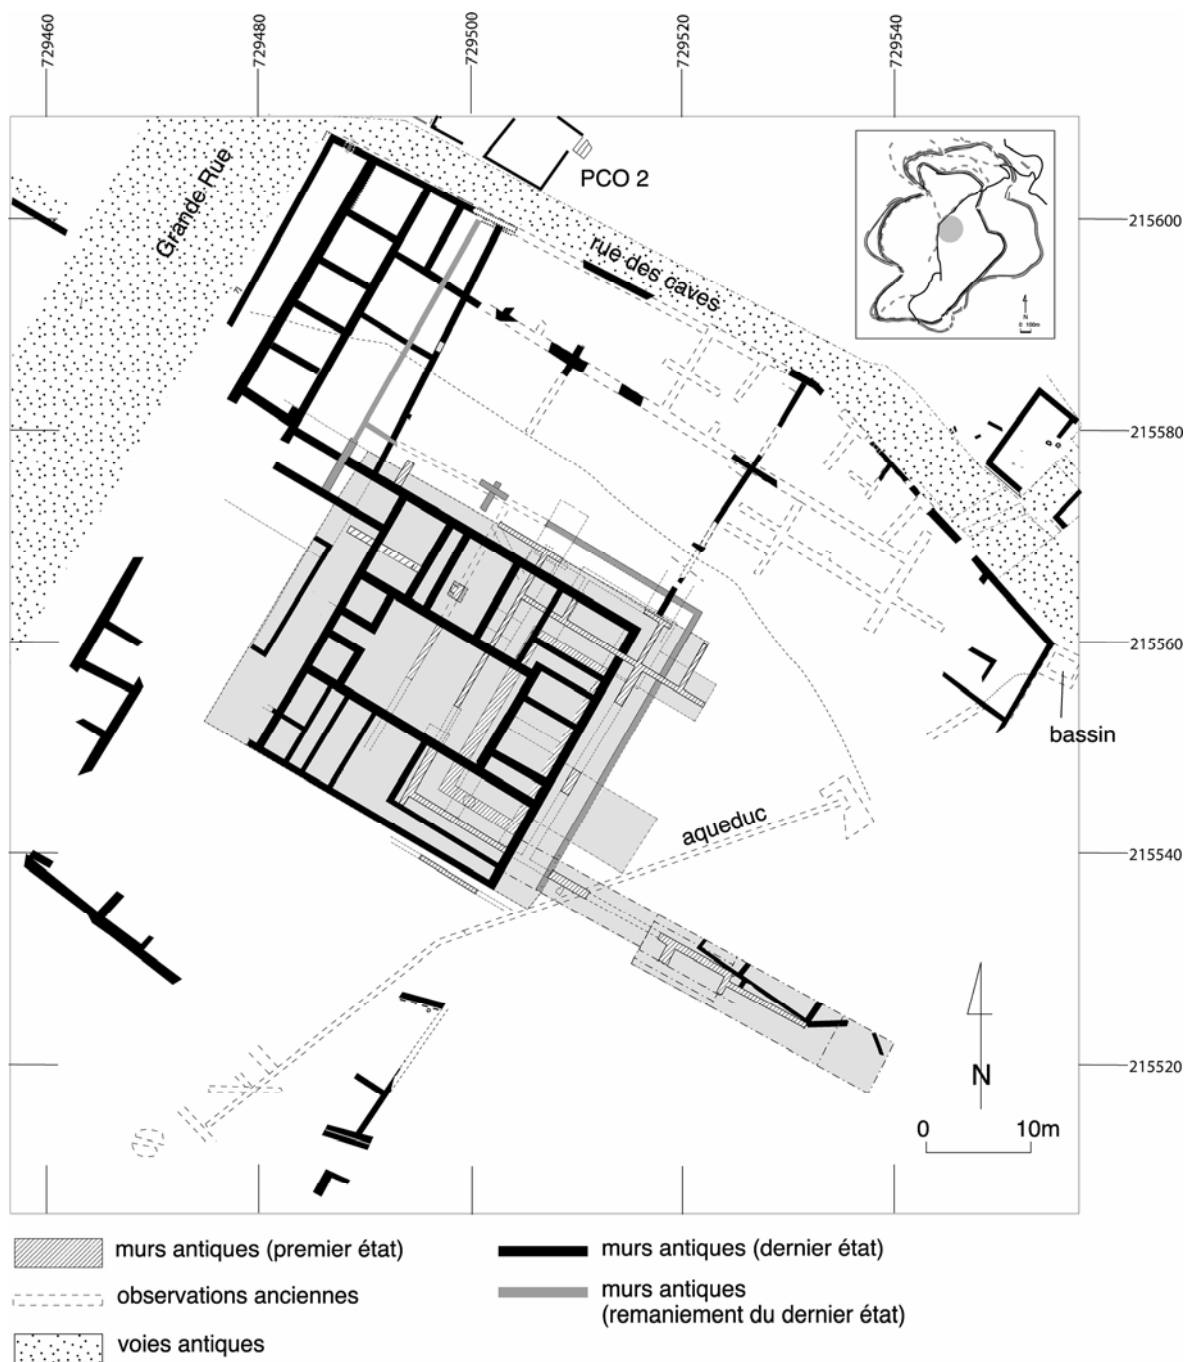 729460
729480
729500
729520
729540
Grande Rue
PCO 2
rue des caves
N
0 100m
215600
215580
215560
bassin
aqueduc
215540
215520
N
0 10m
murs antiques (premier état)
murs antiques (dernier état)
observations anciennes
murs antiques
(remaniement du dernier état)
voies antiques